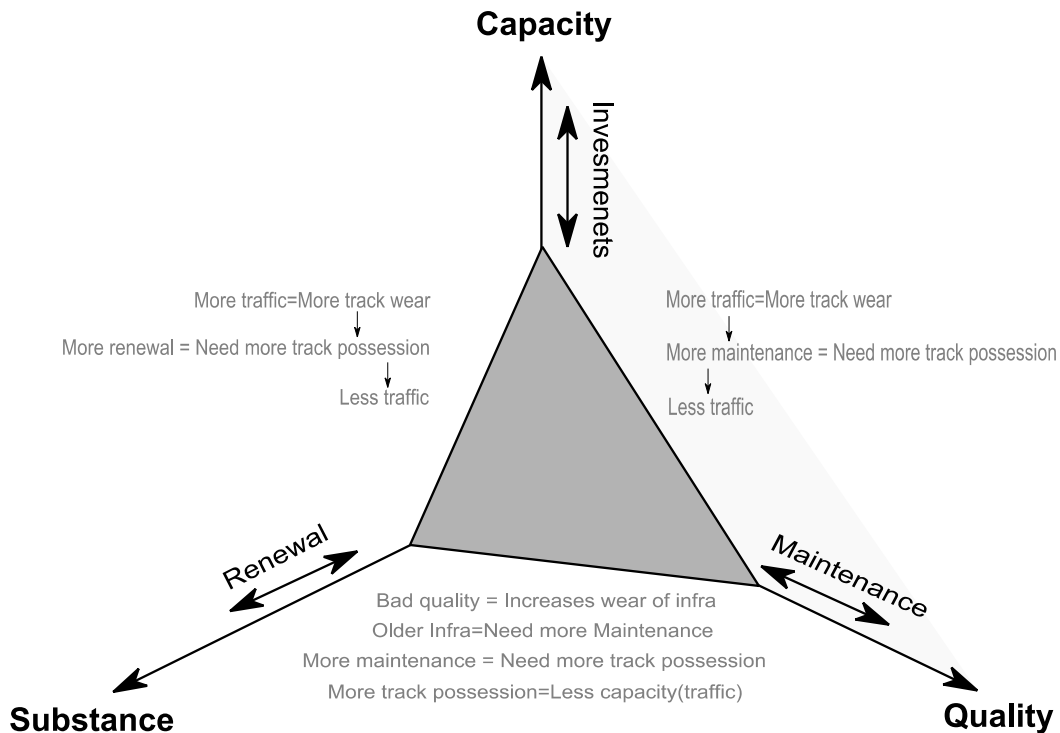 Capacity
Invesmenets
More traffic=More track wear
More renewal = Need more track possession
Less traffic
More traffic=More track wear
More maintenance = Need more track possession
Less traffic
Renewal
Maintenance
Bad quality = Increases wear of infra
Older Infra=Need more Maintenance
More maintenance = Need more track possession
More track possession=Less capacity(traffic)
Substance
Quality